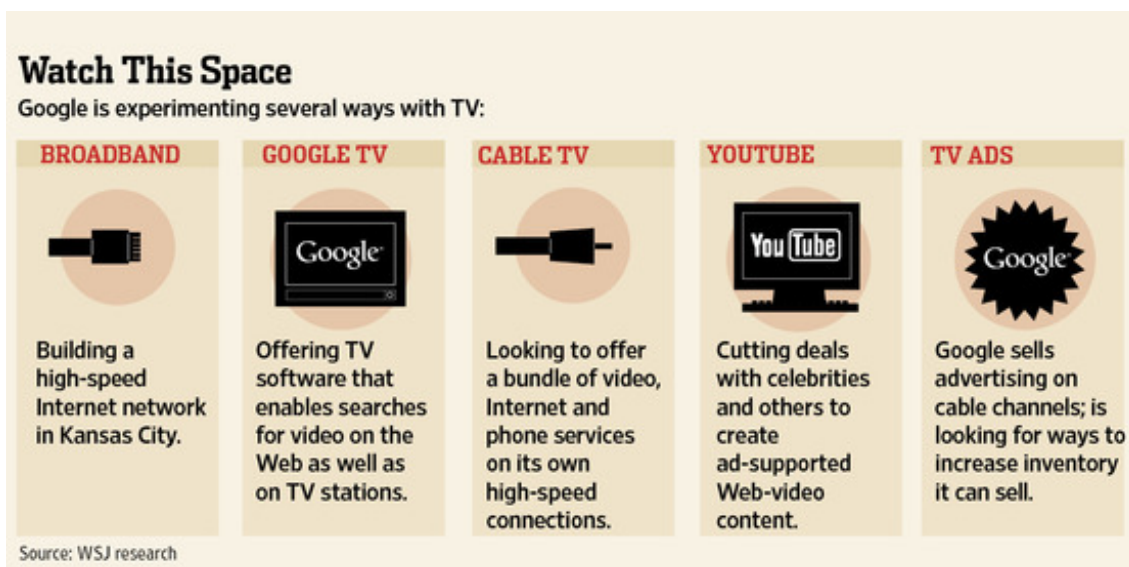 Watch This Space
Google is experimenting several ways with TV:
BROADBAND
Building a
high-speed
Internet network
in Kansas City.
GOOGLE TV
Google
Offering TV
software that
enables searches
for video on the
Web as well as
on TV stations.
CABLE TV
Looking to offer
a bundle of video,
Internet and
phone services
on its own
high-speed
connections.
YOUTUBE
You Tube
Cutting deals
with celebrities
and others to
create
ad-supported
Web-video
content.
TV ADS
Google
Google sells
advertising on
cable channels; is
looking for ways to
increase inventory
it can sell.
Source: WSJ research